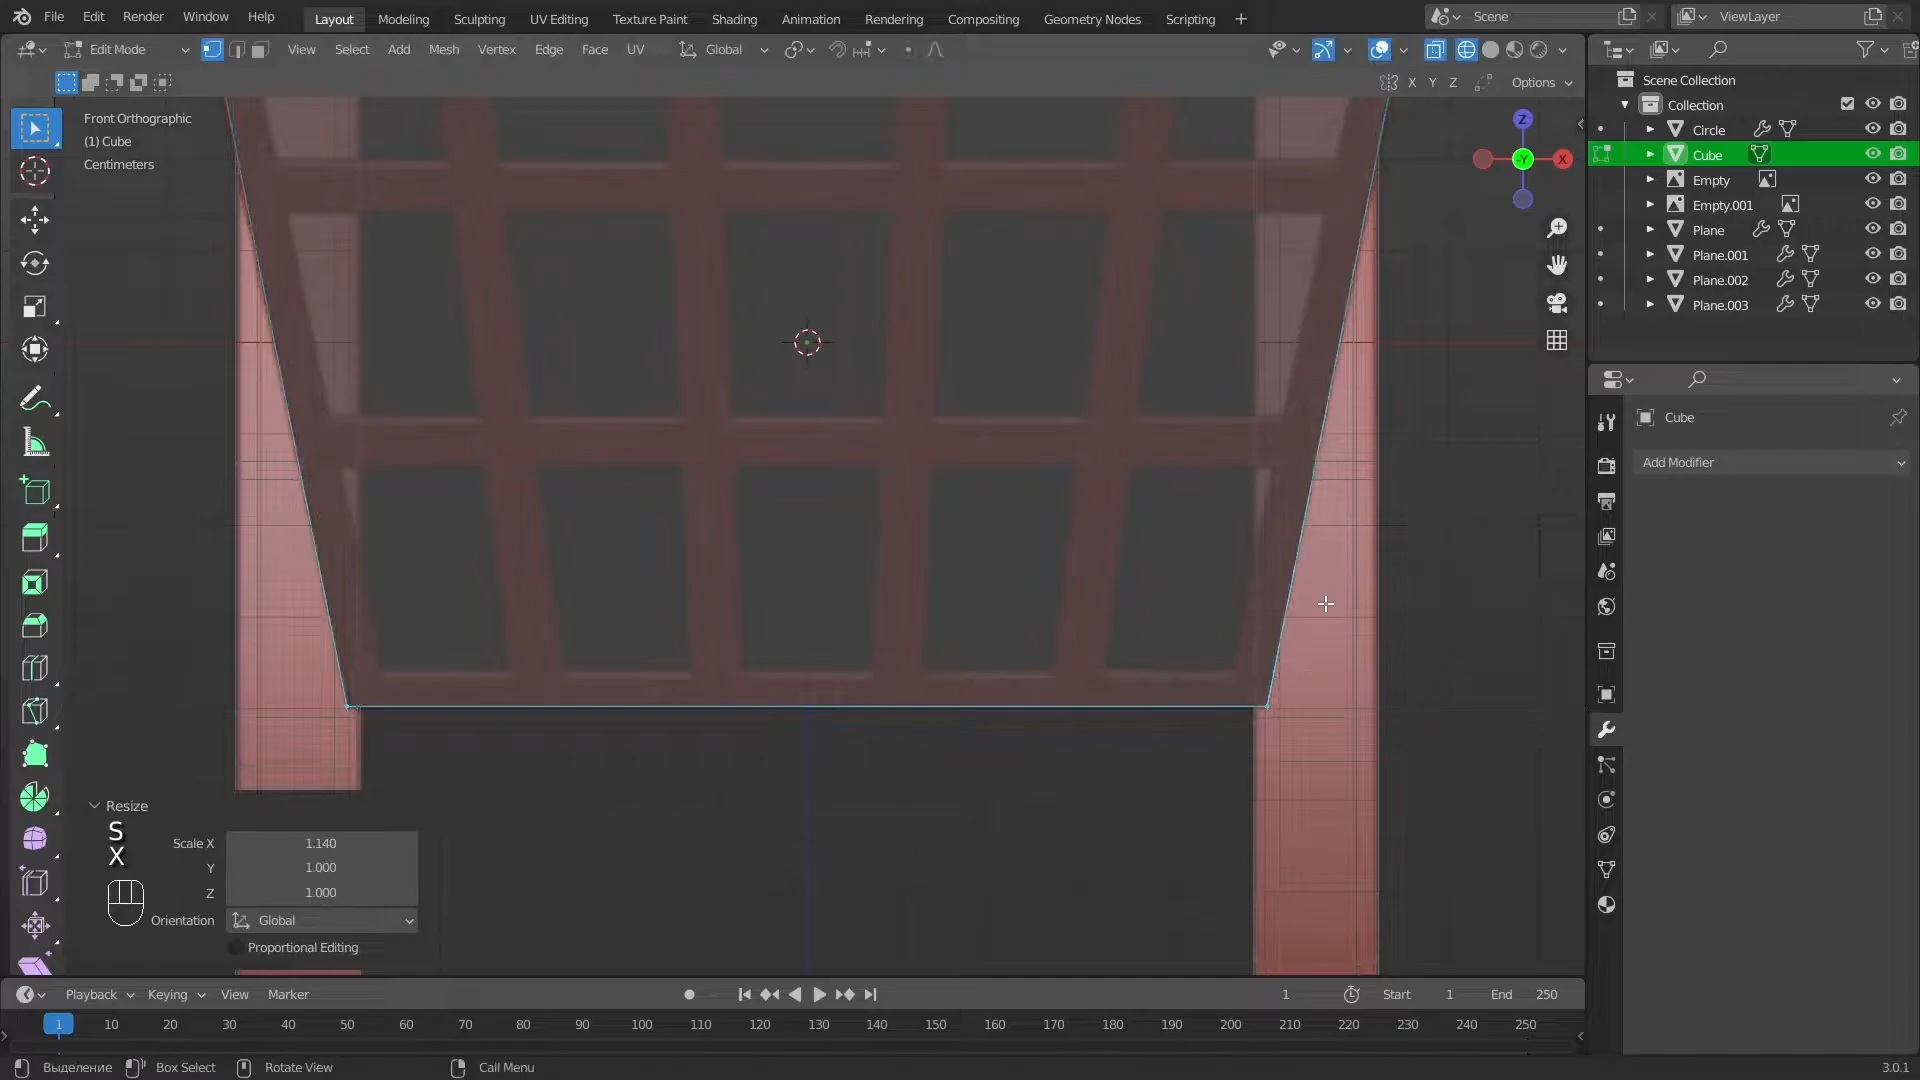 File Edit Render Window Help Layout Modeling Sculpting UV Editing Texture Paint Shading Animation Rendering Compositing Geometry Nodes Scripting + Scene ViewLayer
Edit Mode View Select Add Mesh Vertex Edge Face UV Global
X Y Z Options
Front Orthographic
(1) Cube
Centimeters
Z
-Y X
Scene Collection
Collection
Circle
Cube
Empty
Empty.001
Plane
Plane.001
Plane.002
Plane.003
Cube
Add Modifier
Resize
S
X
Scale X 1.140
Y 1.000
Z 1.000
Orientation Global
Proportional Editing
Playback Keying View Marker 1 Start 1 End 250
1 10 20 30 40 50 60 70 80 90 100 110 120 130 140 150 160 170 180 190 200 210 220 230 240 250
Выделение Box Select Rotate View Call Menu 3.0.1